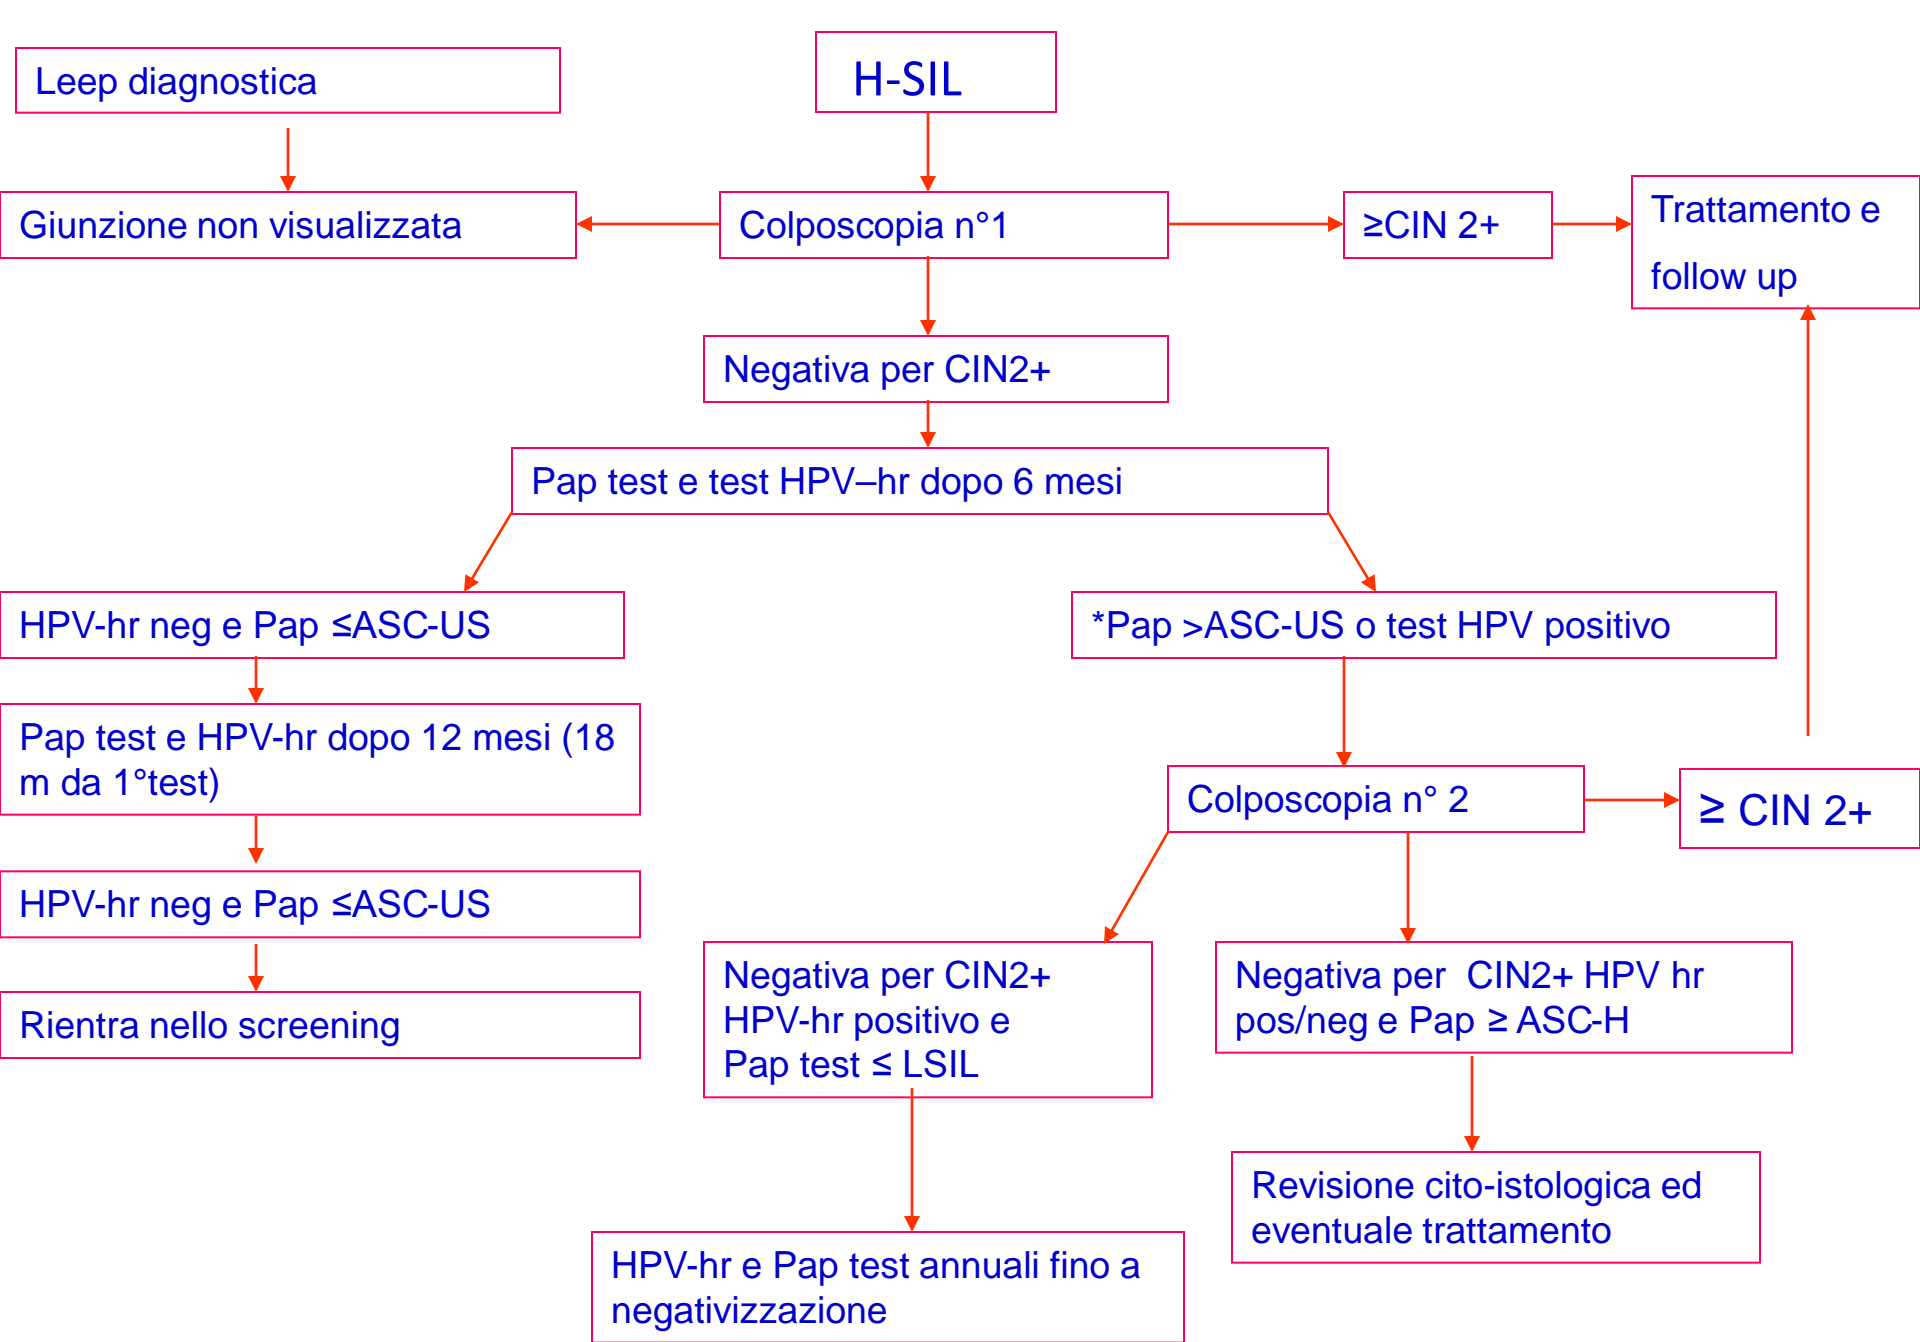 Leep diagnostica
H-SIL
Giunzione non visualizzata
Colposcopia n°1
≥CIN 2+
Trattamento e
follow up
Negativa per CIN2+
Pap test e test HPV–hr dopo 6 mesi
HPV-hr neg e Pap ≤ASC-US
*Pap >ASC-US o test HPV positivo
Pap test e HPV-hr dopo 12 mesi (18
m da 1°test)
Colposcopia n° 2
≥ CIN 2+
HPV-hr neg e Pap ≤ASC-US
Rientra nello screening
Negativa per CIN2+
HPV-hr positivo e
Pap test ≤ LSIL
Negativa per CIN2+ HPV hr
pos/neg e Pap ≥ ASC-H
Revisione cito-istologica ed
eventuale trattamento
HPV-hr e Pap test annuali fino a
negativizzazione